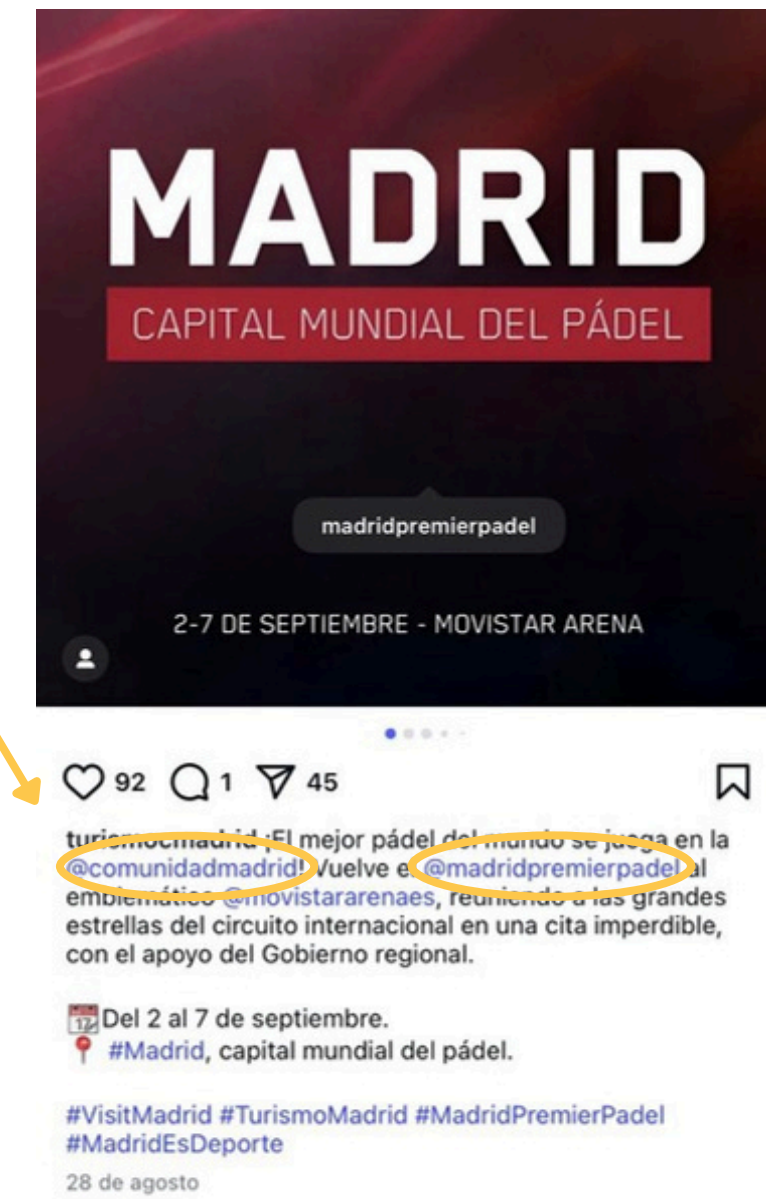 MADRID
CAPITAL MUNDIAL DEL PÁDEL
madridpremierpadel
2-7 DE SEPTIEMBRE - MOVISTAR ARENA
92 1 45
turismocmadrid ¡El mejor pádel del mundo se juega en la
@comunidadmadrid! Vuelve e @madridpremierpadel al
emblemático @movistararenaes, reuniendo a las grandes
estrellas del circuito internacional en una cita imperdible,
con el apoyo del Gobierno regional.
17 Del 2 al 7 de septiembre.
#Madrid, capital mundial del pádel.
#VisitMadrid #TurismoMadrid #MadridPremierPadel
#MadridEsDeporte
28 de agosto